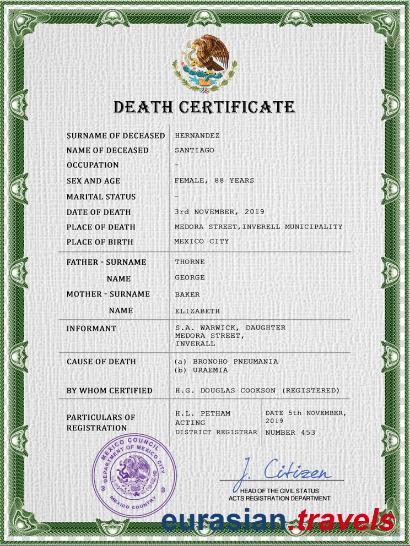 DEATH CERTIFICATE
SURNAME OF DECEASED HERNANDEZ
NAME OF DECEASED SANTIAGO
OCCUPATION –
SEX AND AGE FEMALE, 88 YEARS
MARITAL STATUS –
DATE OF DEATH 3rd NOVEMBER, 2019
PLACE OF DEATH MEDORA STREET,INVERELL MUNICIPALITY
PLACE OF BIRTH MEXICO CITY
FATHER - SURNAME THORNE
NAME GEORGE
MOTHER - SURNAME BAKER
NAME ELIZABETH
INFORMANT S.A. WARWICK, DAUGHTER
MEDORA STREET,
INVERALL
CAUSE OF DEATH (a) BRONOHO PNEUMANIA
(b) URAEMIA
BY WHOM CERTIFIED H.G. DOUGLAS COOKSON (REGISTERED)
PARTICULARS OF REGISTRATION
H.L. PETHAM
ACTING
DISTRICT REGISTRAR
DATE 5th NOVEMBER,
2019
NUMBER 453
MEXICO COUNCIL
DEPARTMENT OF MEXICO CITY
MEXICO COUNTRY
J. Citizen
HEAD OF THE CIVIL STATUS
ACTS REGISTRATION DEPARTMENT
eurasian.travels